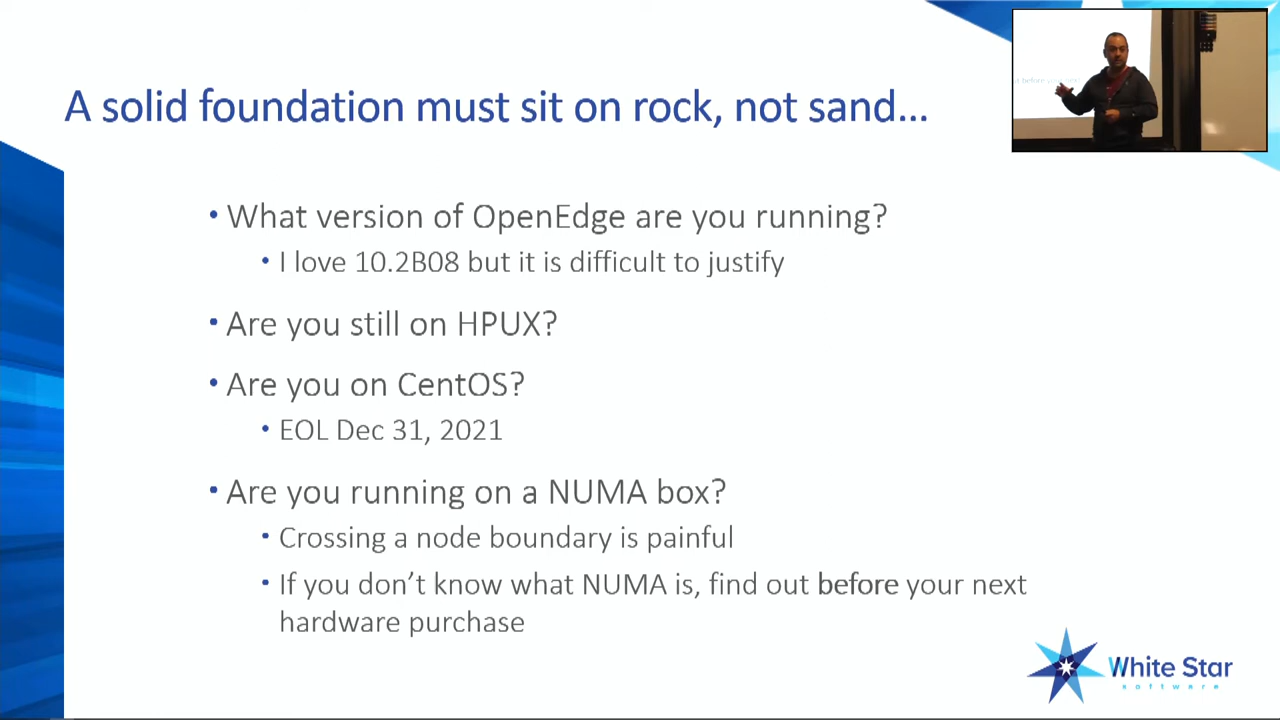 A solid foundation must sit on rock, not sand...
• What version of OpenEdge are you running?
• I love 10.2B08 but it is difficult to justify
• Are you still on HPUX?
• Are you on CentOS?
• EOL Dec 31, 2021
• Are you running on a NUMA box?
• Crossing a node boundary is painful
• If you don't know what NUMA is, find out before your next
hardware purchase
White Star
software